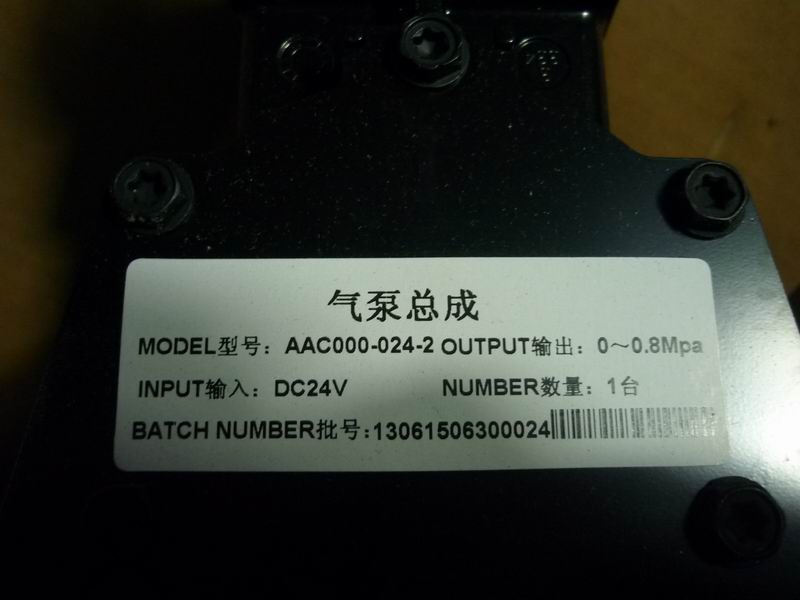 气泵总成
MODEL型号：AAC000-024-2 OUTPUT输出：0～0.8Mpa
INPUT输入：DC24V NUMBER数量：1台
BATCH NUMBER批号：13061506300024